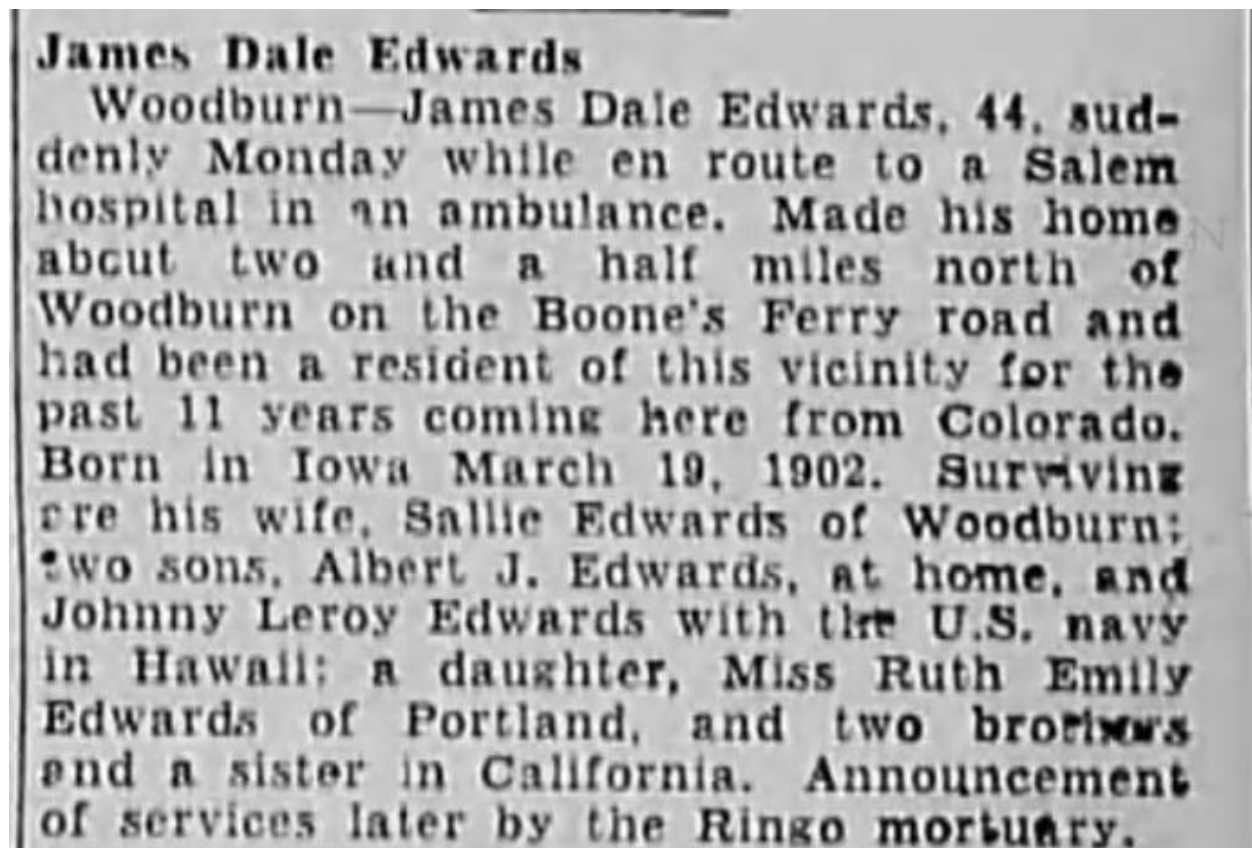 James Dale Edwards
Woodburn—James Dale Edwards, 44, sud-
denly Monday while en route to a Salem
hospital in an ambulance. Made his home
about two and a half miles north of
Woodburn on the Boone's Ferry road and
had been a resident of this vicinity for the
past 11 years coming here from Colorado.
Born in Iowa March 19, 1902. Surviving
are his wife, Sallie Edwards of Woodburn;
two sons, Albert J. Edwards, at home, and
Johnny Leroy Edwards with the U.S. navy
in Hawaii; a daughter, Miss Ruth Emily
Edwards of Portland, and two brothers
and a sister in California. Announcement
of services later by the Ringo mortuary.